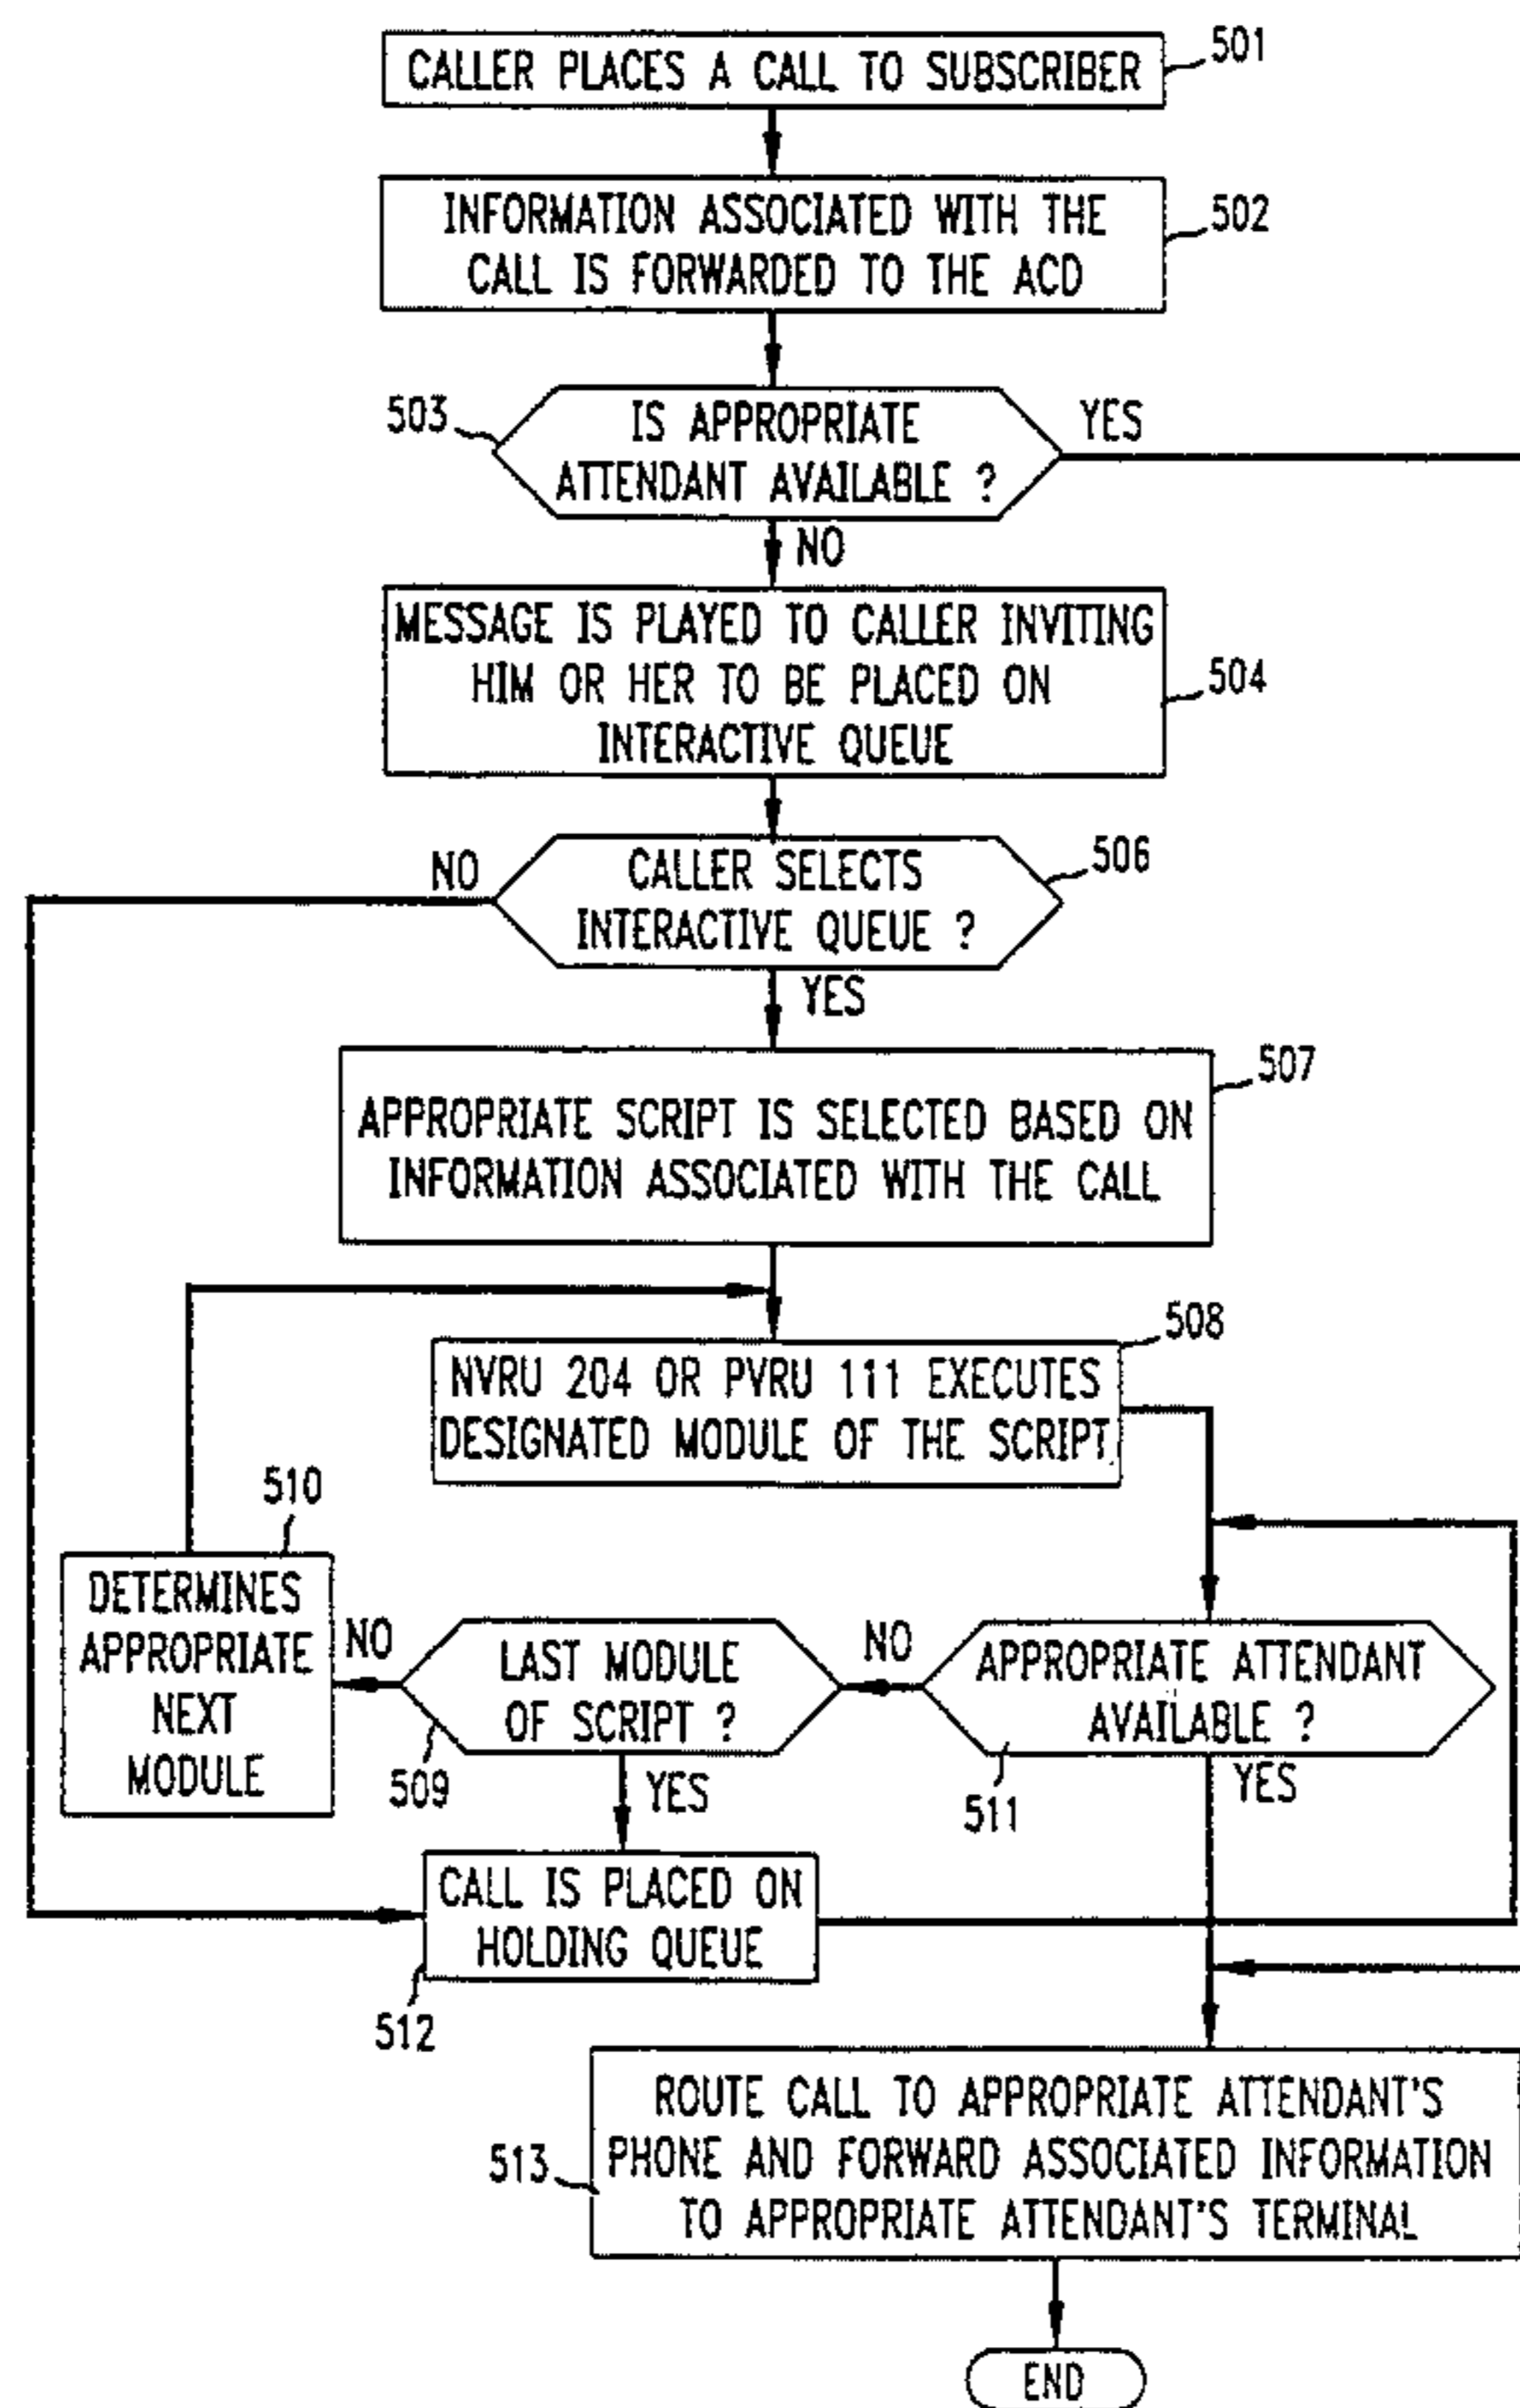 CALLER PLACES A CALL TO SUBSCRIBER
501
INFORMATION ASSOCIATED WITH THE
CALL IS FORWARDED TO THE ACD
502
503
IS APPROPRIATE
ATTENDANT AVAILABLE ?
YES
NO
MESSAGE IS PLAYED TO CALLER INVITING
HIM OR HER TO BE PLACED ON
INTERACTIVE QUEUE
504
NO
CALLER SELECTS
INTERACTIVE QUEUE ?
506
YES
507
APPROPRIATE SCRIPT IS SELECTED BASED ON
INFORMATION ASSOCIATED WITH THE CALL
508
NVRU 204 OR PVRU 111 EXECUTES
DESIGNATED MODULE OF THE SCRIPT
510
DETERMINES
APPROPRIATE
NEXT
MODULE
NO
LAST MODULE
OF SCRIPT ?
509
YES
NO
APPROPRIATE ATTENDANT
AVAILABLE ?
511
YES
CALL IS PLACED ON
HOLDING QUEUE
512
ROUTE CALL TO APPROPRIATE ATTENDANT'S
PHONE AND FORWARD ASSOCIATED INFORMATION
TO APPROPRIATE ATTENDANT'S TERMINAL
513
END